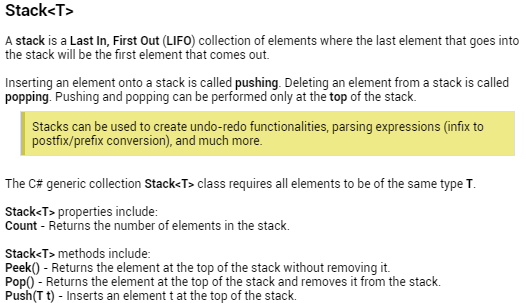 Stack<T>
A stack is a Last In, First Out (LIFO) collection of elements where the last element that goes into
the stack will be the first element that comes out.
Inserting an element onto a stack is called pushing. Deleting an element from a stack is called
popping. Pushing and popping can be performed only at the top of the stack.
Stacks can be used to create undo-redo functionalities, parsing expressions (infix to
postfix/prefix conversion), and much more.
The C# generic collection Stack<T> class requires all elements to be of the same type T.
Stack<T> properties include:
Count - Returns the number of elements in the stack.
Stack<T> methods include:
Peek() - Returns the element at the top of the stack without removing it.
Pop() - Returns the element at the top of the stack and removes it from the stack.
Push(T t) - Inserts an element t at the top of the stack.